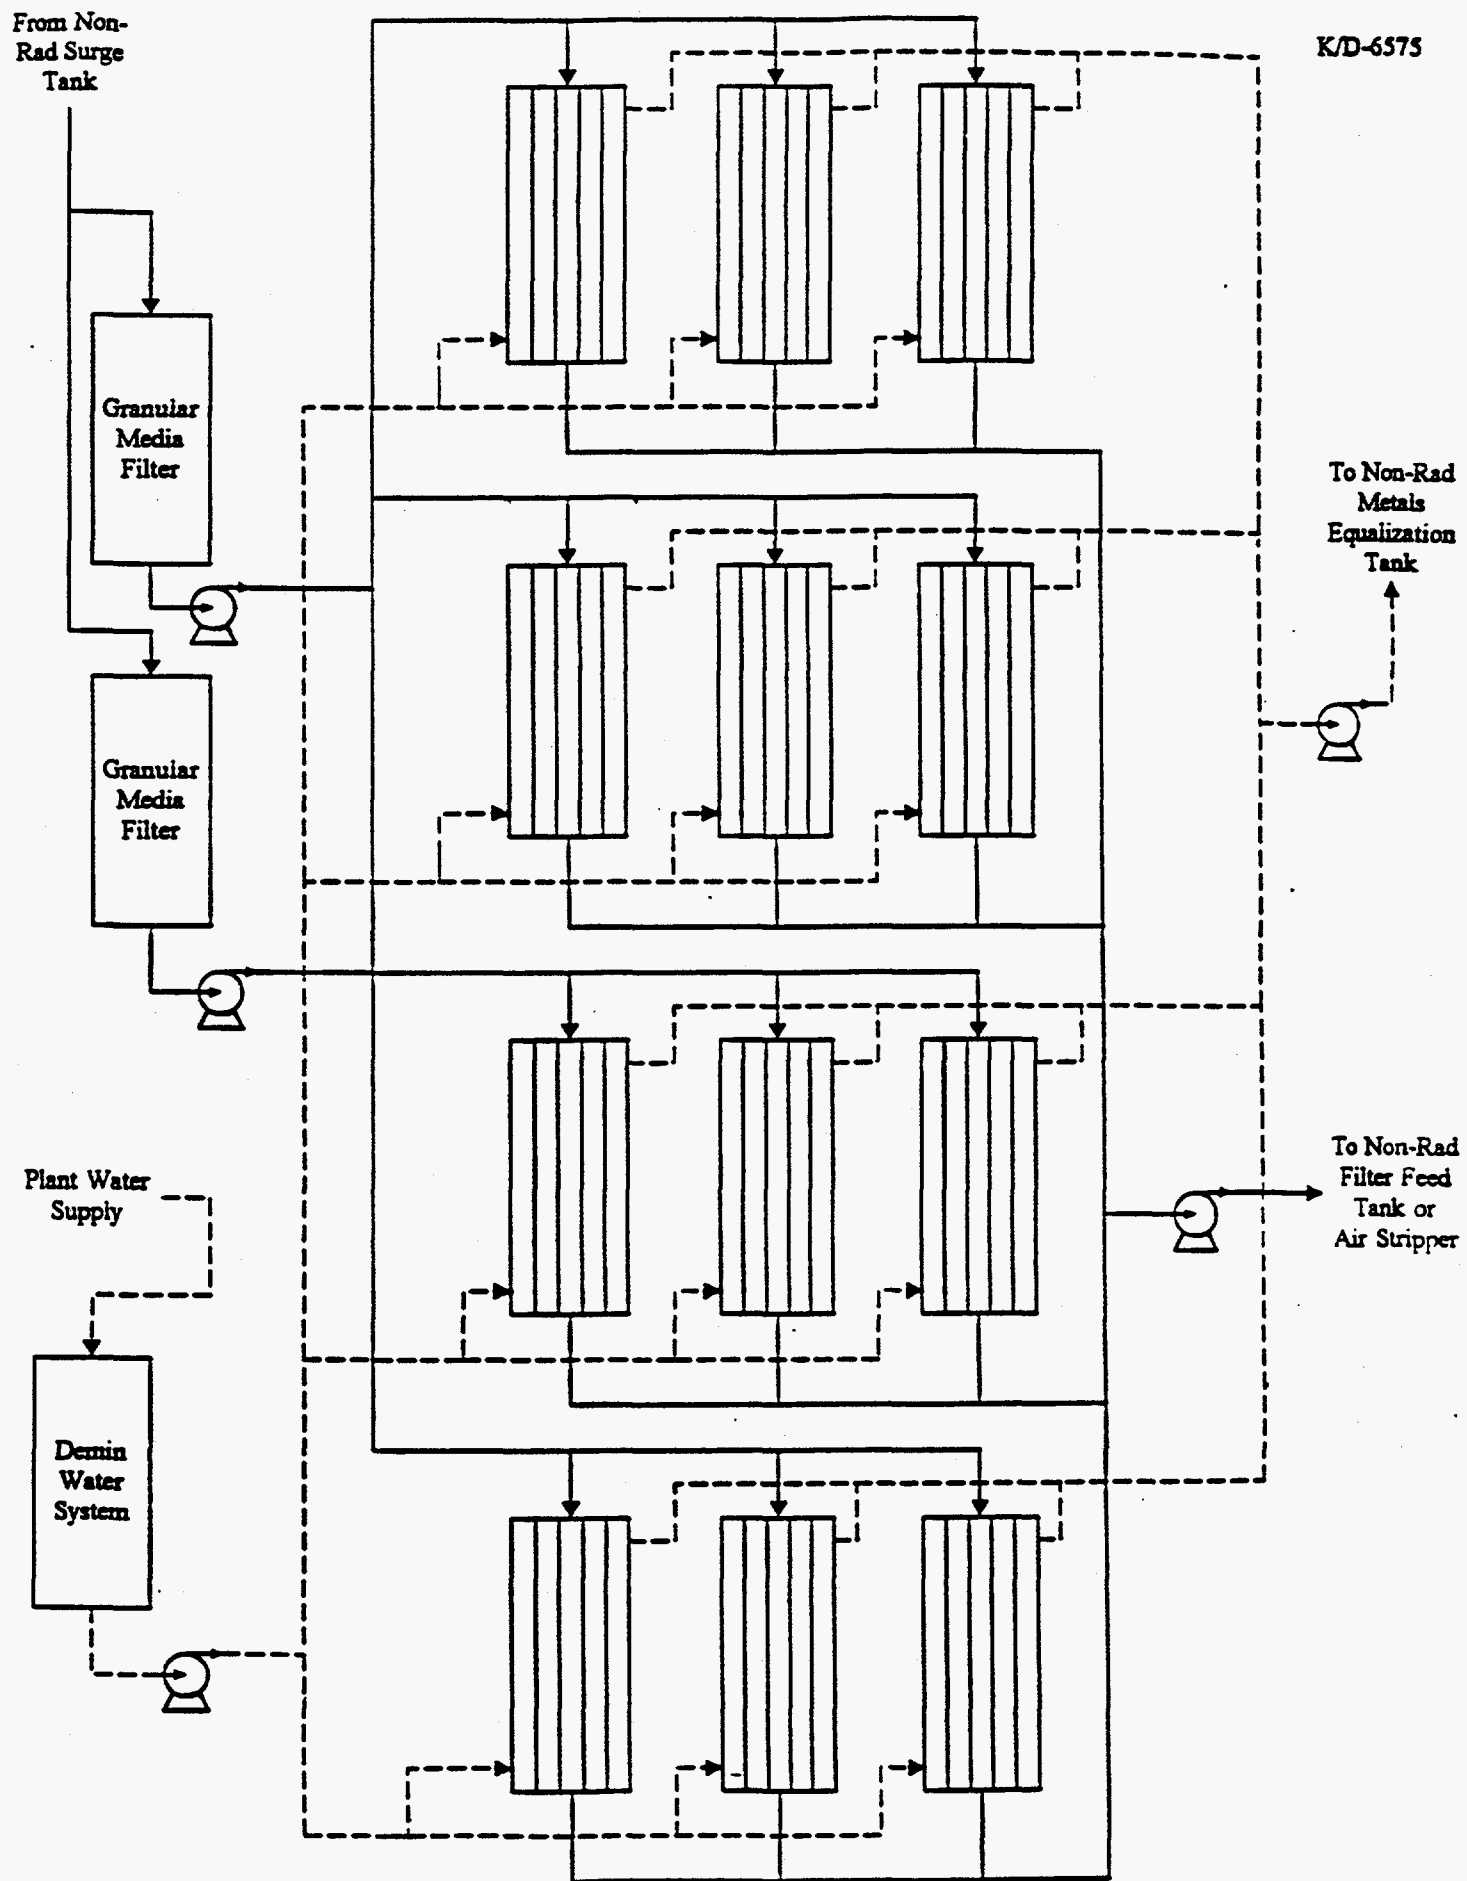 From Non-
Rad Surge
Tank
K/D-6575
Granular
Media
Filter
To Non-Rad
Metals
Equalization
Tank
Granular
Media
Filter
Plant Water
Supply
To Non-Rad
Filter Feed
Tank or
Air Stripper
Demin
Water
System